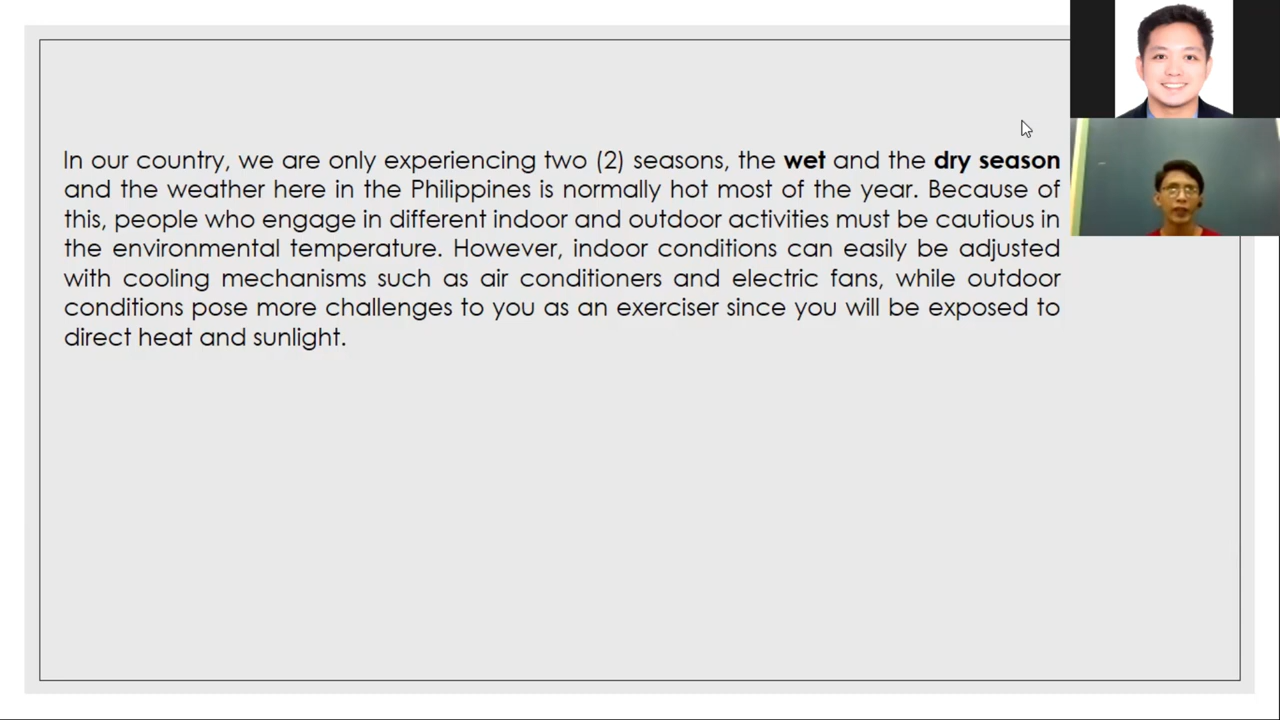 In our country, we are only experiencing two (2) seasons, the wet and the dry season
and the weather here in the Philippines is normally hot most of the year. Because of
this, people who engage in different indoor and outdoor activities must be cautious in
the environmental temperature. However, indoor conditions can easily be adjusted
with cooling mechanisms such as air conditioners and electric fans, while outdoor
conditions pose more challenges to you as an exerciser since you will be exposed to
direct heat and sunlight.